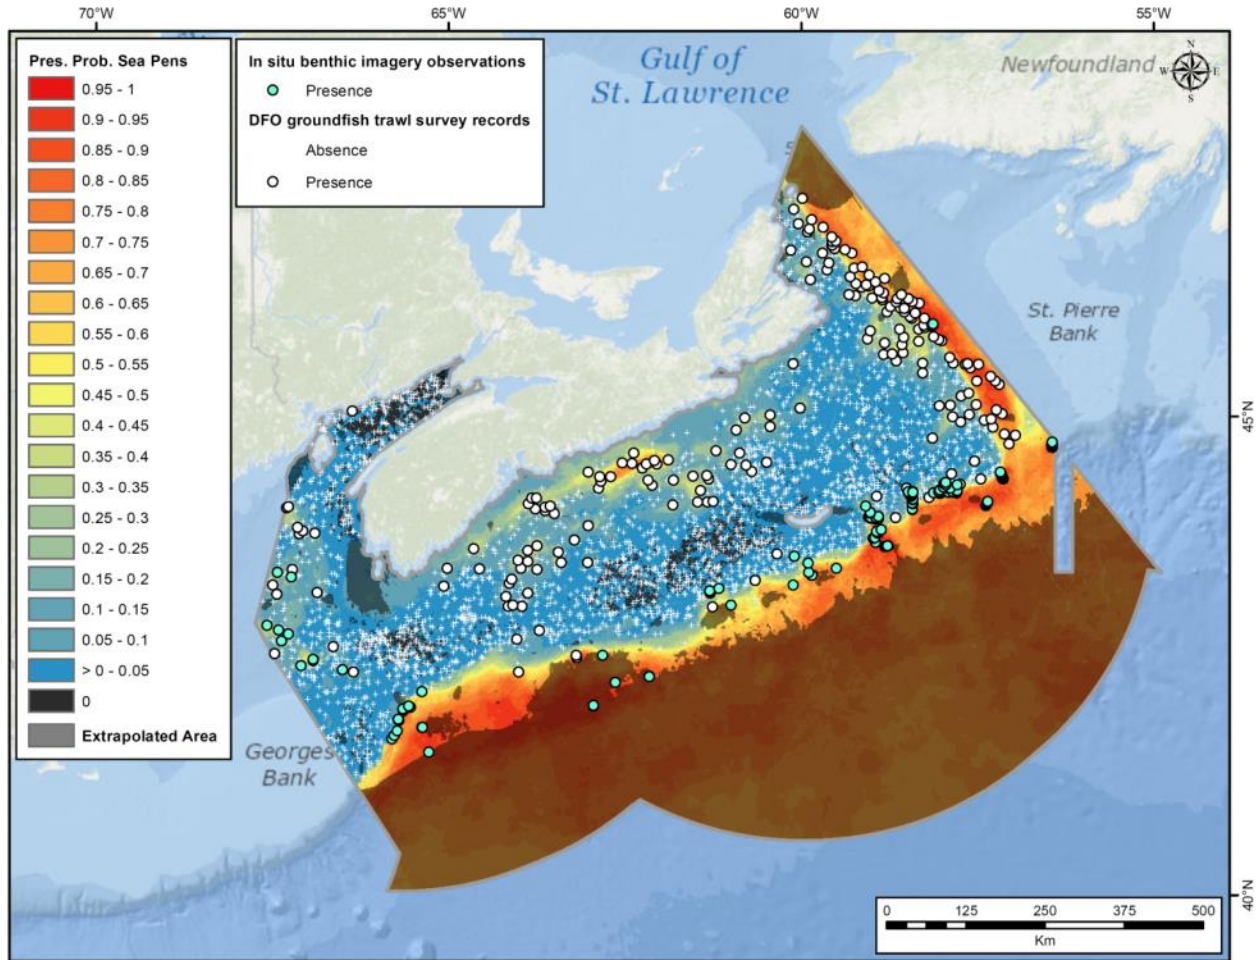 70°W
65°W
60°W
55°W
Pres. Prob. Sea Pens
0.95 - 1
0.9 - 0.95
0.85 - 0.9
0.8 - 0.85
0.75 - 0.8
0.7 - 0.75
0.65 - 0.7
0.6 - 0.65
0.55 - 0.6
0.5 - 0.55
0.45 - 0.5
0.4 - 0.45
0.35 - 0.4
0.3 - 0.35
0.25 - 0.3
0.2 - 0.25
0.15 - 0.2
0.1 - 0.15
0.05 - 0.1
> 0 - 0.05
0
Extrapolated Area
In situ benthic imagery observations
Presence
DFO groundfish trawl survey records
Absence
Presence
Gulf of
St. Lawrence
Newfoundland
N
W
E
S
St. Pierre
Bank
45°N
Georges
Bank
40°N
0
125
250
375
500
Km